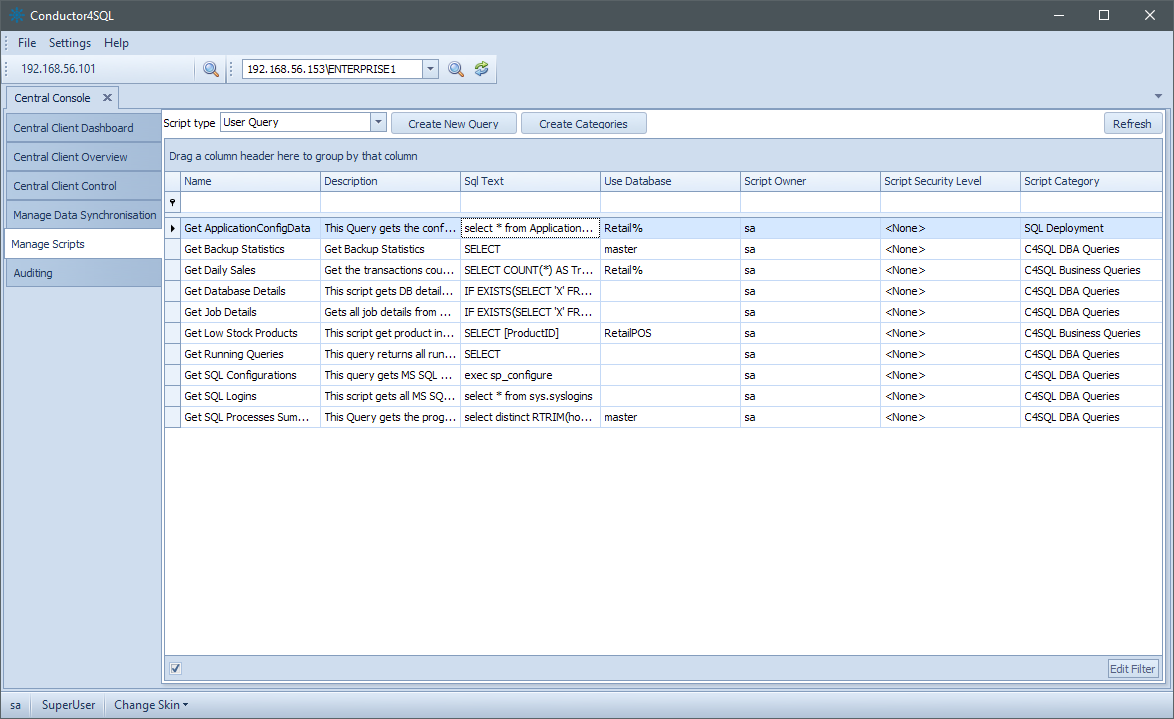 Conductor4SQL
File Settings Help
192.168.56.101 192.168.56.153\ENTERPRISE1
Central Console
Script type User Query Create New Query Create Categories Refresh
Central Client Dashboard
Central Client Overview
Central Client Control
Manage Data Synchronisation
Manage Scripts
Auditing
Drag a column header here to group by that column
Name Description Sql Text Use Database Script Owner Script Security Level Script Category
Get ApplicationConfigData This Query gets the conf... select * from Application... Retail% sa <None> SQL Deployment
Get Backup Statistics Get Backup Statistics SELECT master sa <None> C4SQL DBA Queries
Get Daily Sales Get the transactions cou... SELECT COUNT(*) AS Tr... Retail% sa <None> C4SQL Business Queries
Get Database Details This script gets DB detail... IF EXISTS(SELECT 'X' FR... sa <None> C4SQL DBA Queries
Get Job Details Gets all job details from ... IF EXISTS(SELECT 'X' FR... sa <None> C4SQL DBA Queries
Get Low Stock Products This script get product in... SELECT [ProductID] RetailPOS sa <None> C4SQL Business Queries
Get Running Queries This query returns all run... SELECT sa <None> C4SQL DBA Queries
Get SQL Configurations This query gets MS SQL ... exec sp_configure sa <None> C4SQL DBA Queries
Get SQL Logins This script gets all MS SQ... select * from sys.syslogins sa <None> C4SQL DBA Queries
Get SQL Processes Sum... This Query gets the prog... select distinct RTRIM(ho... master sa <None> C4SQL DBA Queries
Edit Filter
sa SuperUser Change Skin